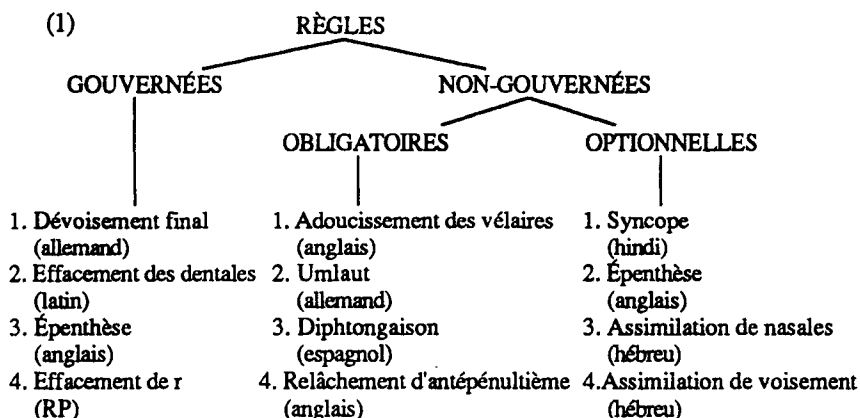 (1) RÈGLES
GOUVERNÉES NON-GOUVERNÉES
OBLIGATOIRES OPTIONNELLES
1. Dévoisement final
(allemand)
2. Effacement des dentales
(latin)
3. Épenthèse
(anglais)
4. Effacement de r
(RP)
1. Adoucissement des vélaires
(anglais)
2. Umlaut
(allemand)
3. Diphtongaison
(espagnol)
4. Relâchement d'antépénultième
(anglais)
1. Syncope
(hindi)
2. Épenthèse
(anglais)
3. Assimilation de nasales
(hébreu)
4.Assimilation de voisement
(hébreu)